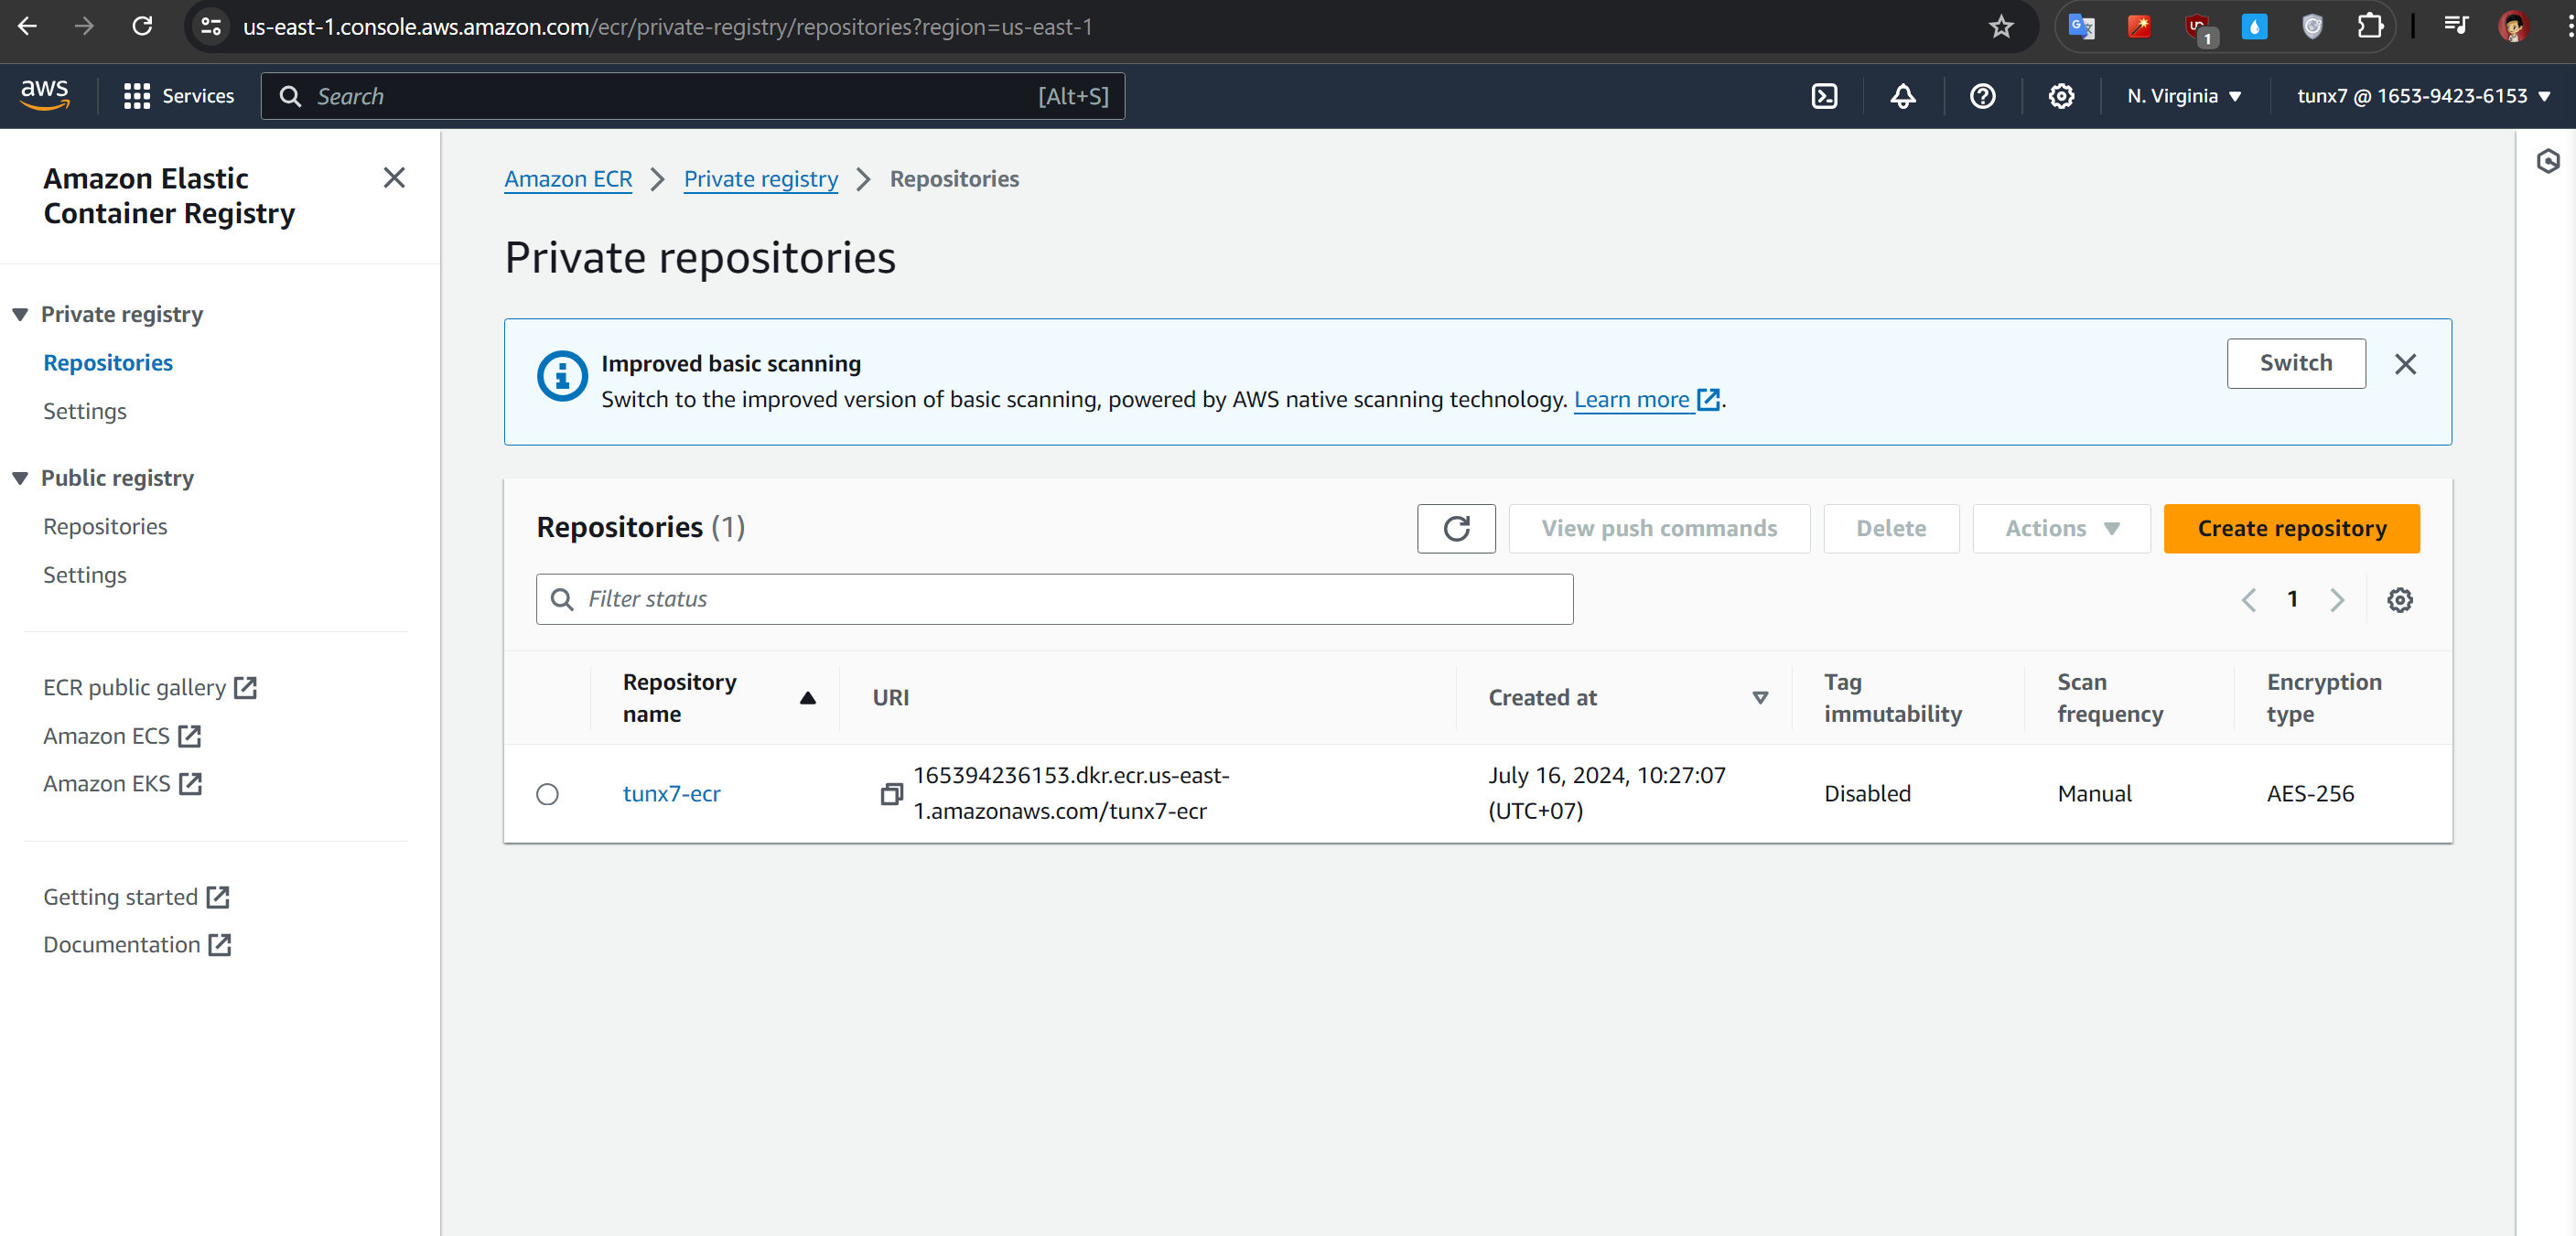 us-east-1.console.aws.amazon.com/ecr/private-registry/repositories?region=us-east-1
1
aws
Services
Search
[Alt+S]
N. Virginia
tunx7 @ 1653-9423-6153
Amazon Elastic
Container Registry
Private registry
Repositories
Settings
Public registry
Repositories
Settings
ECR public gallery
Amazon ECS
Amazon EKS
Getting started
Documentation
Amazon ECR
Private registry
Repositories
Private repositories
Improved basic scanning
Switch to the improved version of basic scanning, powered by AWS native scanning technology. Learn more.
Switch
Repositories (1)
View push commands
Delete
Actions
Create repository
Filter status
1
Repository
name
URI
Created at
Tag
immutability
Scan
frequency
Encryption
type
tunx7-ecr
165394236153.dkr.ecr.us-east-
1.amazonaws.com/tunx7-ecr
July 16, 2024, 10:27:07
(UTC+07)
Disabled
Manual
AES-256